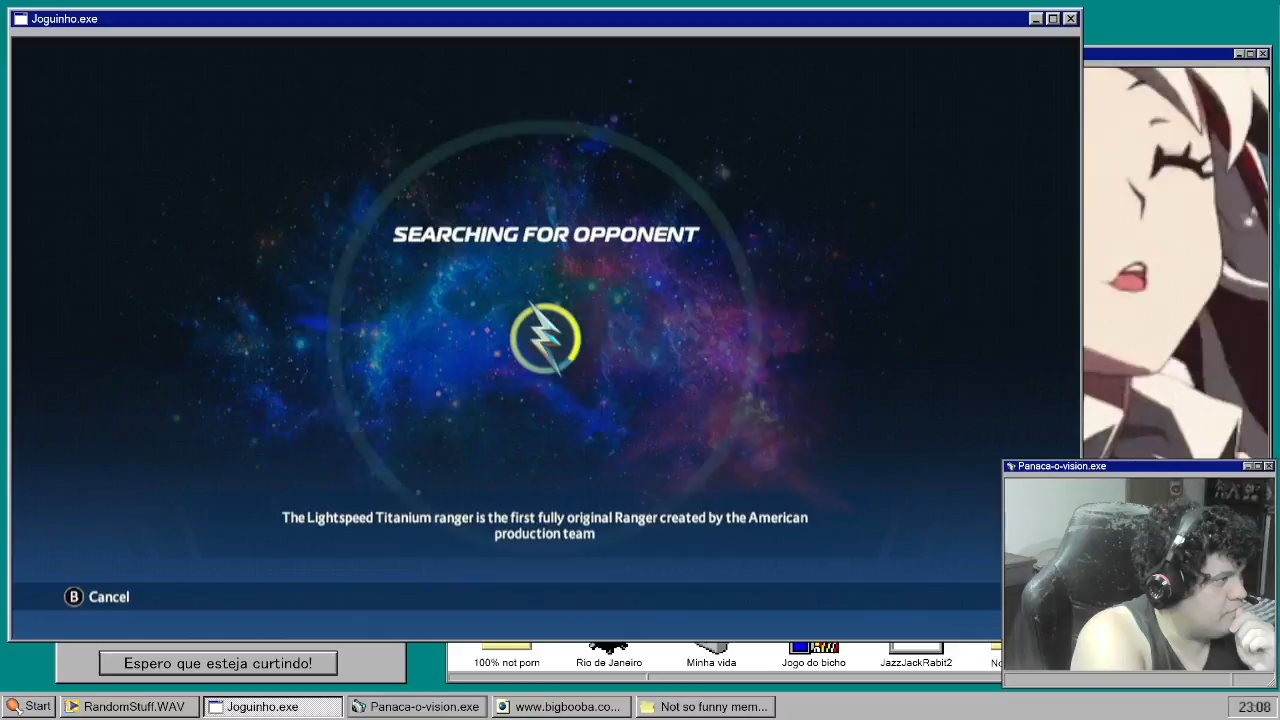 Joguinho.exe
SEARCHING FOR OPPONENT
The Lightspeed Titanium ranger is the first fully original Ranger created by the American
production team
B Cancel
Panaca-o-vision.exe
Espero que esteja curtindo!
100% not porn
Rio de Janeiro
Minha vida
Jogo do bicho
JazzJackRabbit2
Start
RandomStuff.WAV
Joguinho.exe
Panaca-o-vision.exe
www.bigbooba.co...
Not so funny mem...
23:08